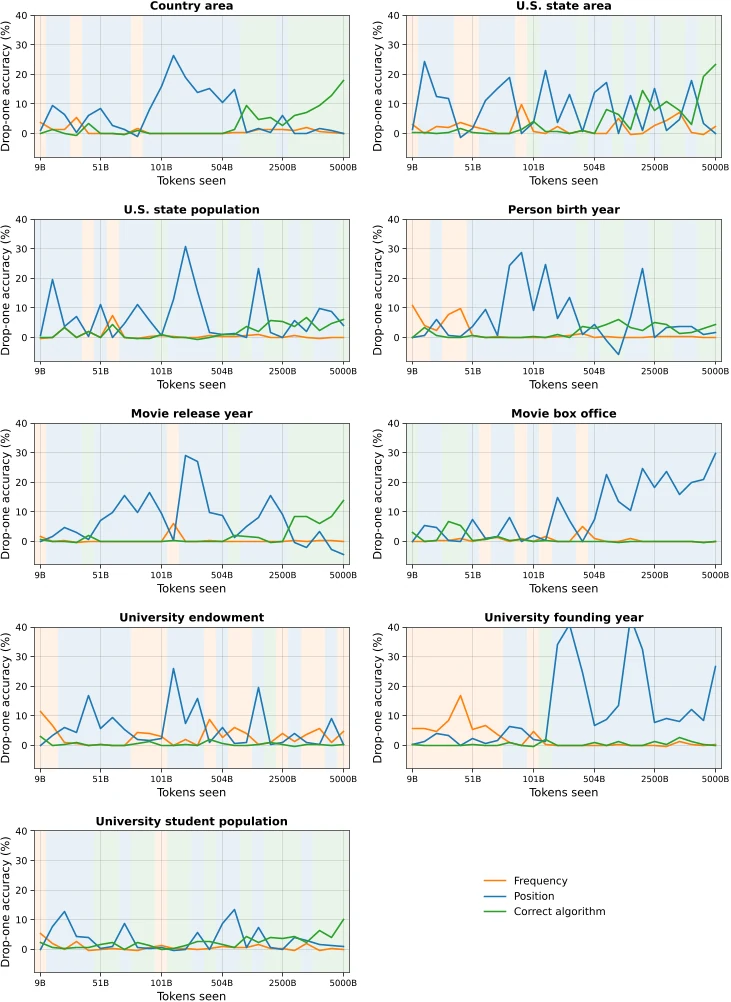 Country area
Drop-one accuracy (%)
40
30
20
10
0
9B 51B 101B 504B 2500B 5000B
Tokens seen
U.S. state area
Drop-one accuracy (%)
40
30
20
10
0
9B 51B 101B 504B 2500B 5000B
Tokens seen
U.S. state population
Drop-one accuracy (%)
40
30
20
10
0
9B 51B 101B 504B 2500B 5000B
Tokens seen
Person birth year
Drop-one accuracy (%)
40
30
20
10
0
9B 51B 101B 504B 2500B 5000B
Tokens seen
Movie release year
Drop-one accuracy (%)
40
30
20
10
0
9B 51B 101B 504B 2500B 5000B
Tokens seen
Movie box office
Drop-one accuracy (%)
40
30
20
10
0
9B 51B 101B 504B 2500B 5000B
Tokens seen
University endowment
Drop-one accuracy (%)
40
30
20
10
0
9B 51B 101B 504B 2500B 5000B
Tokens seen
University founding year
Drop-one accuracy (%)
40
30
20
10
0
9B 51B 101B 504B 2500B 5000B
Tokens seen
University student population
Drop-one accuracy (%)
40
30
20
10
0
9B 51B 101B 504B 2500B 5000B
Tokens seen
Frequency
Position
Correct algorithm